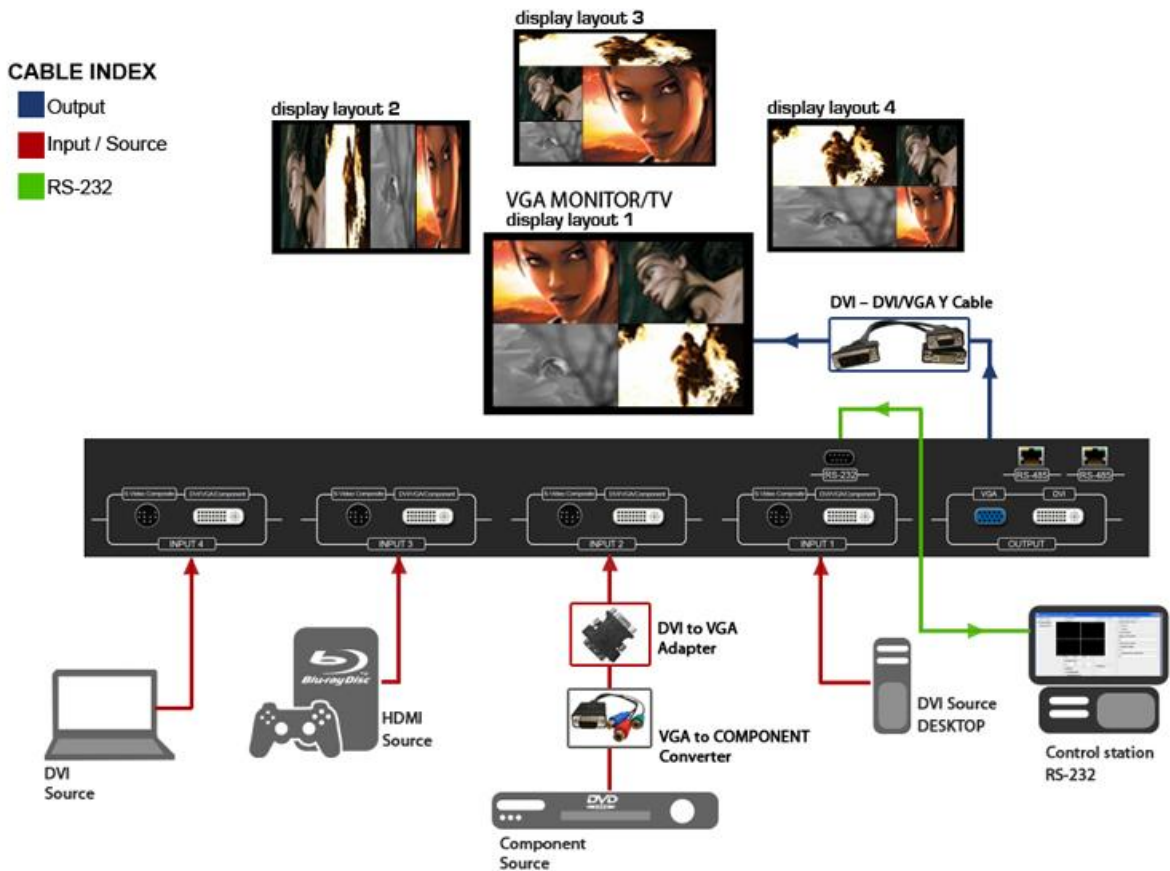 display layout 3
CABLE INDEX
Output
Input / Source
RS-232
display layout 2
display layout 4
VGA MONITOR/TV
display layout 1
DVI – DVI/VGA Y Cable
RS-232
RS-485
RS-485
S-Video Composite
DVI/VGA/Component
S-Video Composite
DVI/VGA/Component
S-Video Composite
DVI/VGA/Component
S-Video Composite
DVI/VGA/Component
VGA
DVI
INPUT 4
INPUT 3
INPUT 2
INPUT 1
OUTPUT
DVI to VGA
Adapter
Blu-ray Disc
HDMI
Source
VGA to COMPONENT
Converter
DVI Source
DESKTOP
Control station
RS-232
DVI
Source
DVD
Component
Source